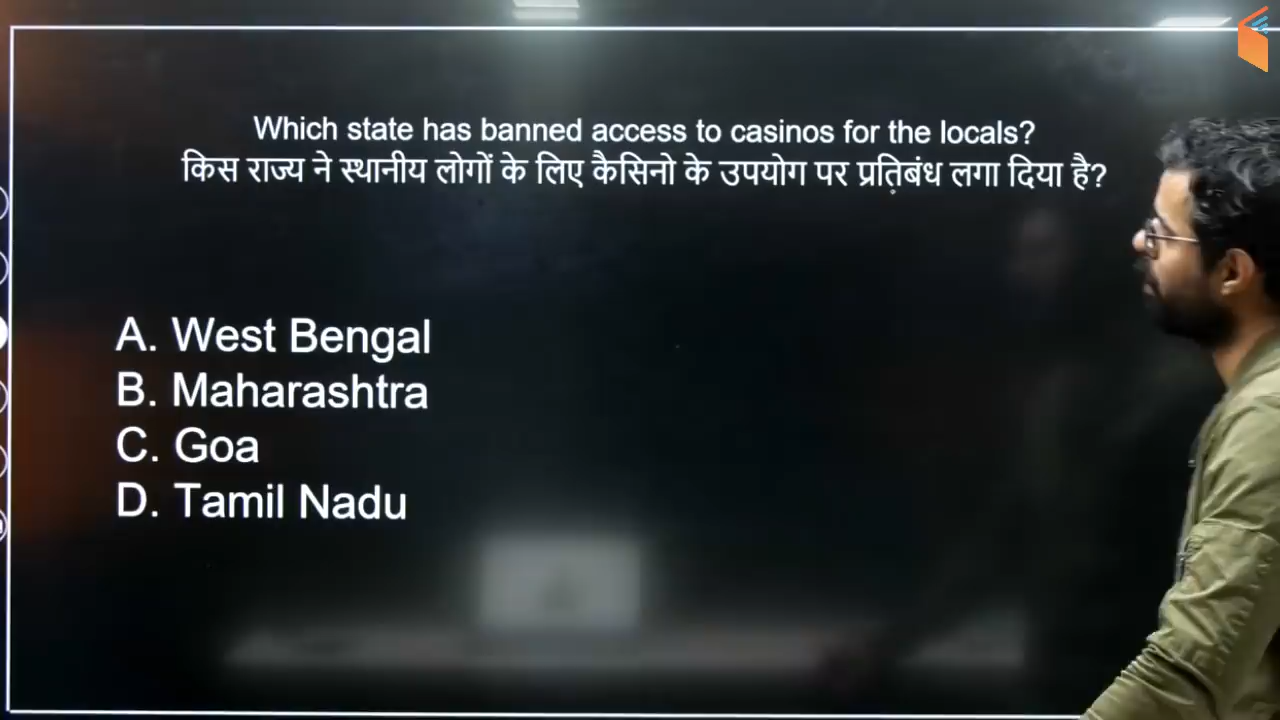 Which state has banned access to casinos for the locals?
किस राज्य ने स्थानीय लोगों के लिए कैसिनो के उपयोग पर प्रतिबंध लगा दिया है?
A. West Bengal
B. Maharashtra
C. Goa
D. Tamil Nadu